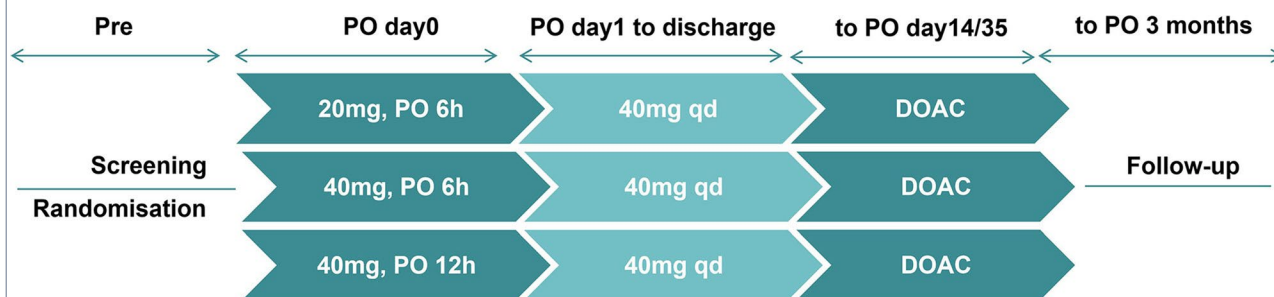 Pre
PO day0
PO day1 to discharge
to PO day14/35
to PO 3 months
20mg, PO 6h
40mg qd
DOAC
Screening
Randomisation
40mg, PO 6h
40mg qd
DOAC
Follow-up
40mg, PO 12h
40mg qd
DOAC